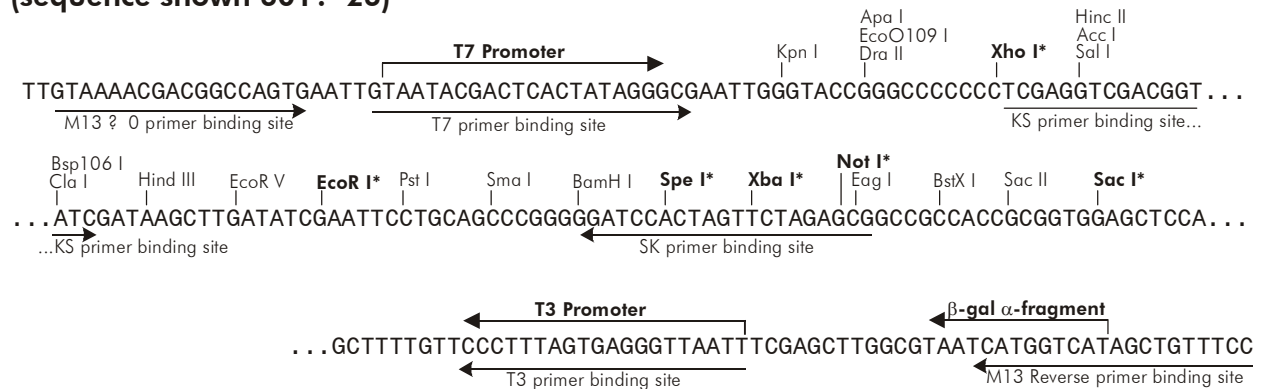 (sequence shown 601? 26)
Apa I
EcoO109 I
Dra II
Hinc II
Acc I
Sal I
T7 Promoter
Kpn I
Xho I*
TTGTAAAACGACGGCCAGTGAATTGTAATACGACTCACTATAGGGCGAATTGGGTACCGGGCCCCCCCTCGAGGTCGACGGT...
M13 ? 0 primer binding site
T7 primer binding site
KS primer binding site...
Bsp106 I
Cla I
Hind III
EcoR V
EcoR I*
Pst I
Sma I
BamH I
Spe I*
Xba I*
Not I*
Eag I
BstX I
Sac II
Sac I*
...ATCGATAAGCTTGATATCGAATTCCTGCAGCCCGGGGGATCCACTAGTTCTAGAGCGGCCGCCACCGCGGTGGAGCTCCA...
...KS primer binding site
SK primer binding site
T3 Promoter
β-gal α-fragment
...GCTTTTGTTCCCTTTAGTGAGGGTTAATTTCGAGCTTGGCGTAATCATGGTCATAGCTGTTTCC
T3 primer binding site
M13 Reverse primer binding site